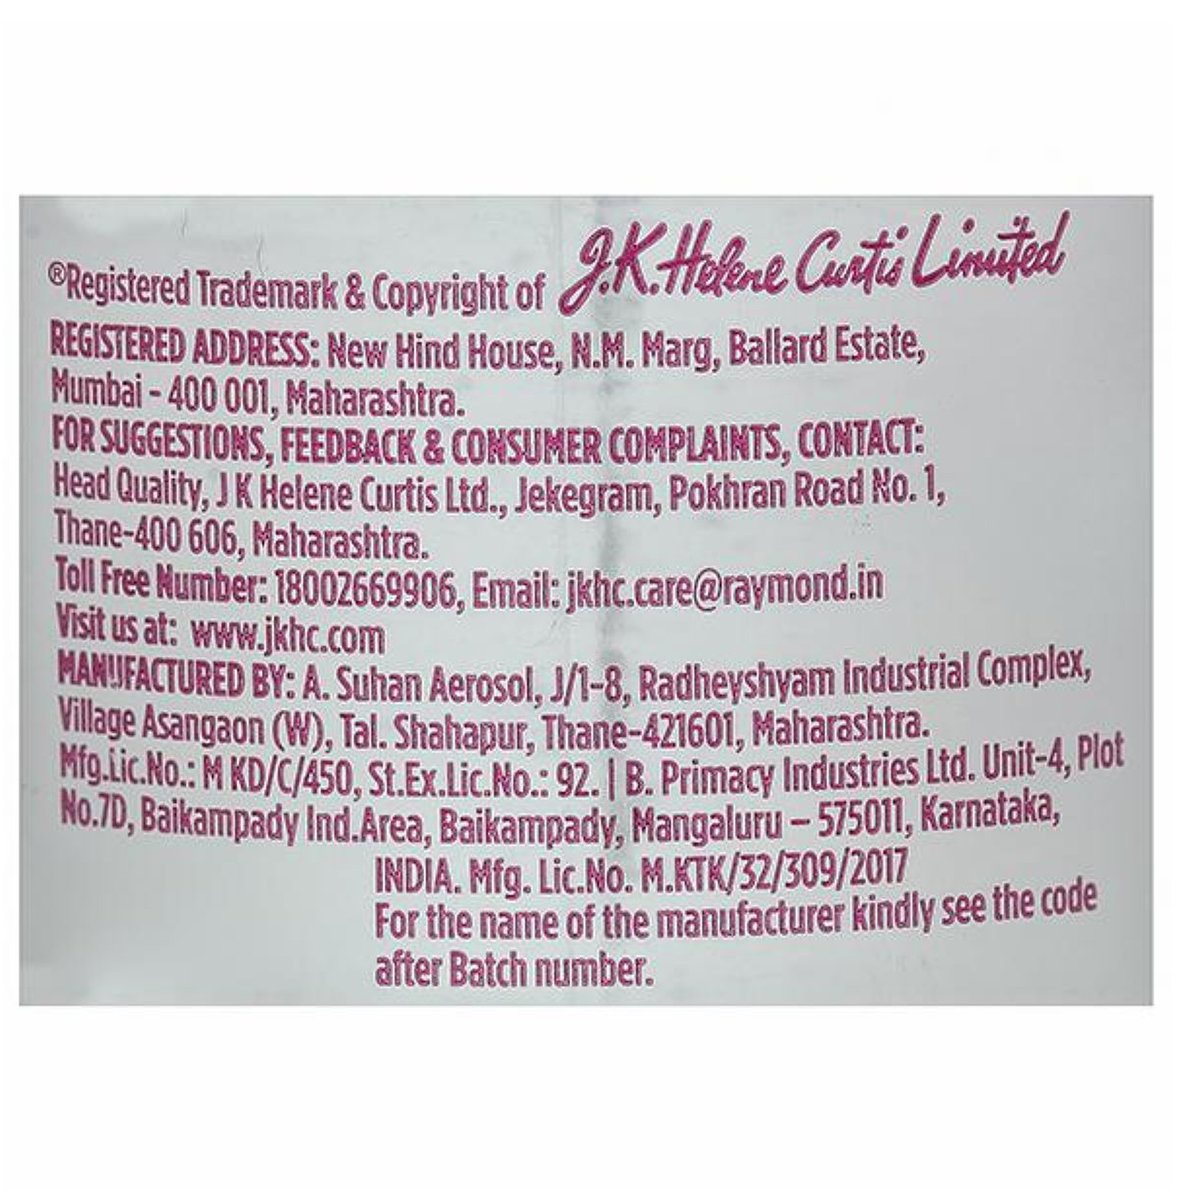 ®Registered Trademark & Copyright of J.K. Helene Curtis Limited
REGISTERED ADDRESS: New Hind House, N.M. Marg, Ballard Estate,
Mumbai - 400 001, Maharashtra.
FOR SUGGESTIONS, FEEDBACK & CONSUMER COMPLAINTS, CONTACT:
Head Quality, J K Helene Curtis Ltd., Jekegram, Pokhran Road No. 1,
Thane-400 606, Maharashtra.
Toll Free Number: 18002669906, Email: jkhc.care@raymond.in
Visit us at: www.jkhc.com
MANUFACTURED BY: A. Suhan Aerosol, J/1-8, Radheyshyam Industrial Complex,
Village Asangaon (W), Tal. Shahapur, Thane-421601, Maharashtra.
Mfg.Lic.No.: M KD/C/450, St.Ex.Lic.No.: 92. | B. Primacy Industries Ltd. Unit-4, Plot
No.7D, Baikampady Ind.Area, Baikampady, Mangaluru – 575011, Karnataka,
INDIA. Mfg. Lic.No. M.KTK/32/309/2017
For the name of the manufacturer kindly see the code
after Batch number.